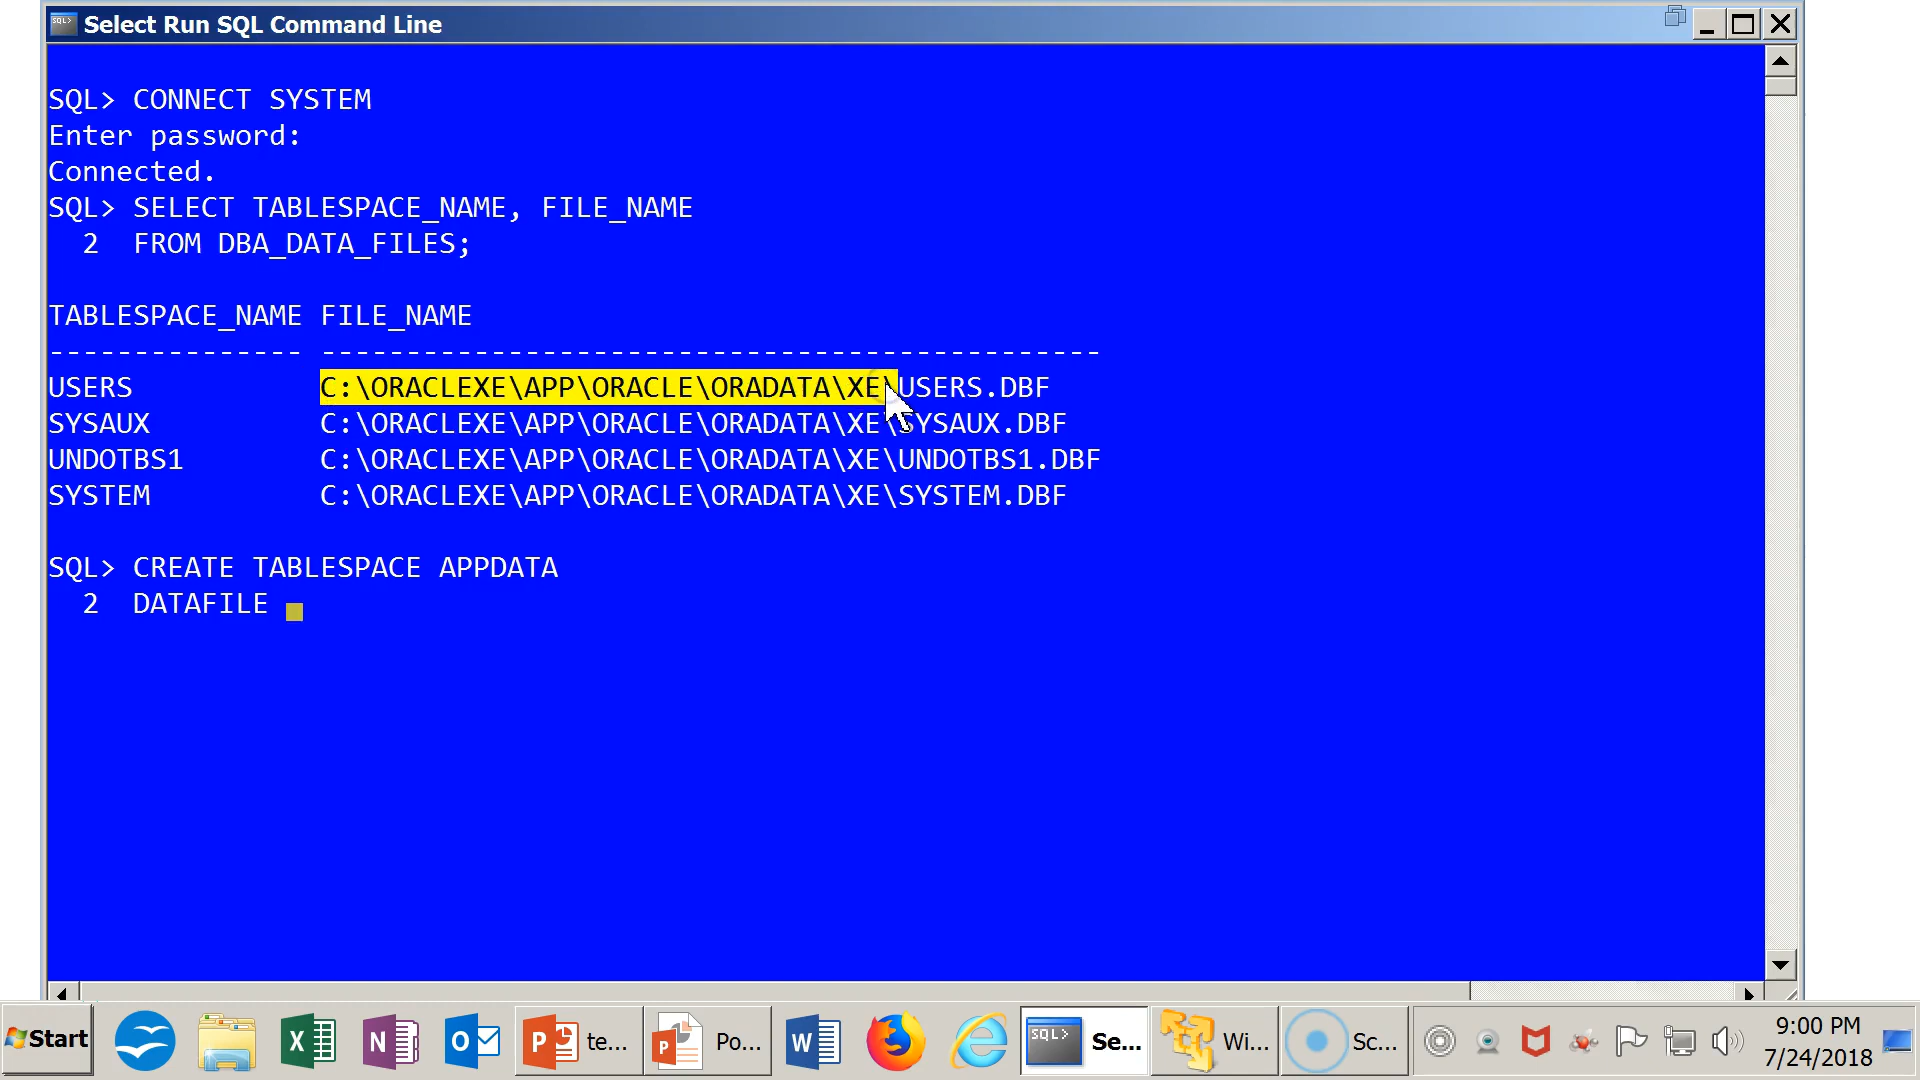 Select Run SQL Command Line
SQL> CONNECT SYSTEM
Enter password:
Connected.
SQL> SELECT TABLESPACE_NAME, FILE_NAME
  2  FROM DBA_DATA_FILES;
TABLESPACE_NAME FILE_NAME
--------------- ----------------------------------------------
USERS           C:\ORACLEXE\APP\ORACLE\ORADATA\XE\USERS.DBF
SYSAUX          C:\ORACLEXE\APP\ORACLE\ORADATA\XE\SYSAUX.DBF
UNDOTBS1        C:\ORACLEXE\APP\ORACLE\ORADATA\XE\UNDOTBS1.DBF
SYSTEM          C:\ORACLEXE\APP\ORACLE\ORADATA\XE\SYSTEM.DBF
SQL> CREATE TABLESPACE APPDATA
  2  DATAFILE
Start te... Po... Se... Wi... Sc... 9:00 PM
7/24/2018